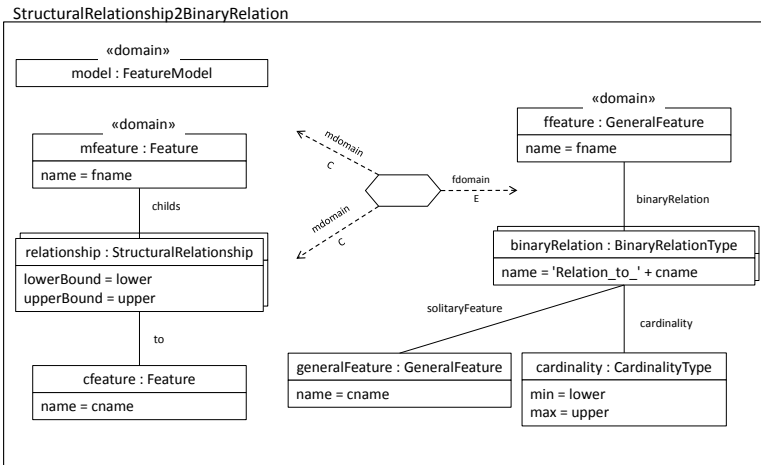 StructuralRelationship2BinaryRelation
«domain»
model : FeatureModel
«domain»
mfeature : Feature
name = fname
childs
relationship : StructuralRelationship
lowerBound = lower
upperBound = upper
to
cfeature : Feature
name = cname
mdomain
C
mdomain
C
fdomain
E
«domain»
ffeature : GeneralFeature
name = fname
binaryRelation
binaryRelation : BinaryRelationType
name = 'Relation_to_' + cname
solitaryFeature
cardinality
generalFeature : GeneralFeature
name = cname
cardinality : CardinalityType
min = lower
max = upper